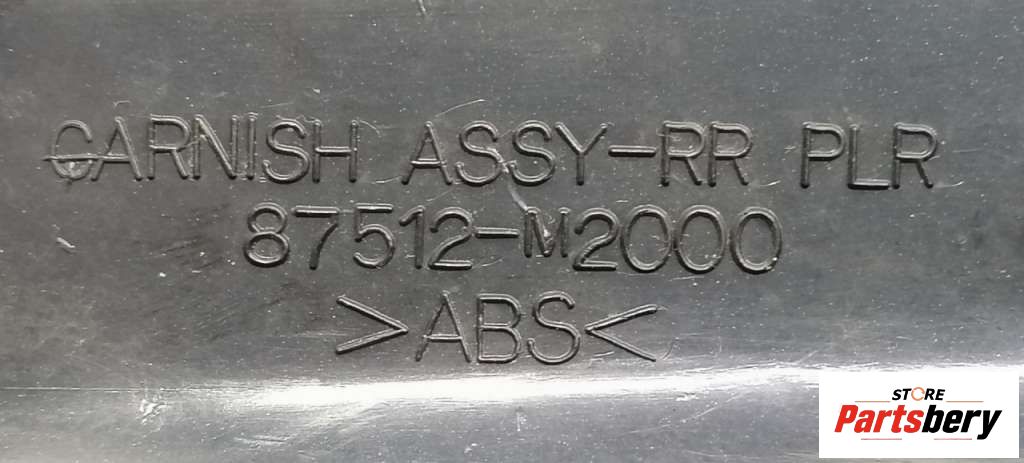 GARNISH ASSY-RR PLR
87512-M2000
>ABS<
STORE
Partsbery